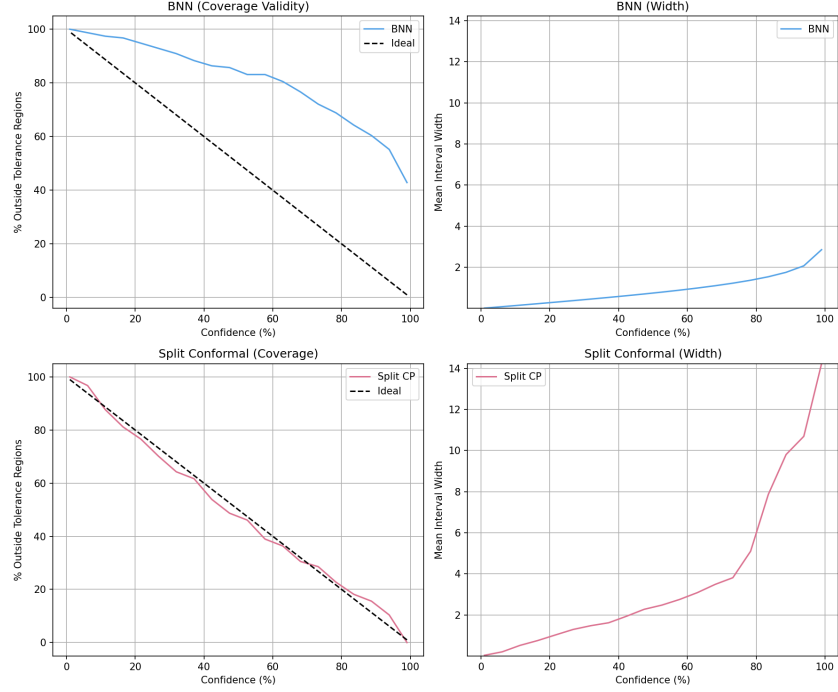 BNN (Coverage Validity)
% Outside Tolerance Regions
100
80
60
40
20
0
BNN
Ideal
0 20 40 60 80 100
Confidence (%)
BNN (Width)
Mean Interval Width
14
12
10
8
6
4
2
BNN
0 20 40 60 80 100
Confidence (%)
Split Conformal (Coverage)
% Outside Tolerance Regions
100
80
60
40
20
0
Split CP
Ideal
0 20 40 60 80 100
Confidence (%)
Split Conformal (Width)
Mean Interval Width
14
12
10
8
6
4
2
Split CP
0 20 40 60 80 100
Confidence (%)